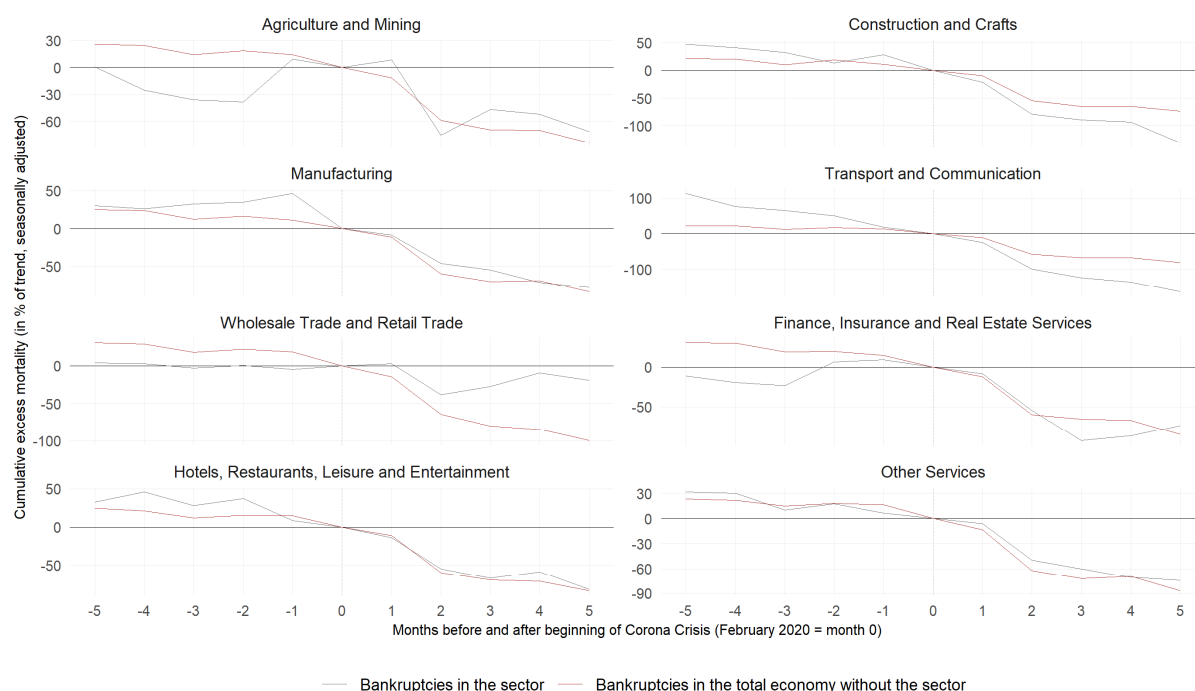 Cumulative excess mortality (in % of trend, seasonally adjusted)
Agriculture and Mining
30
0
-30
-60
Construction and Crafts
50
0
-50
-100
Manufacturing
50
0
-50
Transport and Communication
100
0
-100
Wholesale Trade and Retail Trade
0
-50
-100
Finance, Insurance and Real Estate Services
0
-50
Hotels, Restaurants, Leisure and Entertainment
50
0
-50
Other Services
30
0
-30
-60
-90
-5 -4 -3 -2 -1 0 1 2 3 4 5
-5 -4 -3 -2 -1 0 1 2 3 4 5
Months before and after beginning of Corona Crisis (February 2020 = month 0)
Bankruptcies in the sector
Bankruptcies in the total economy without the sector